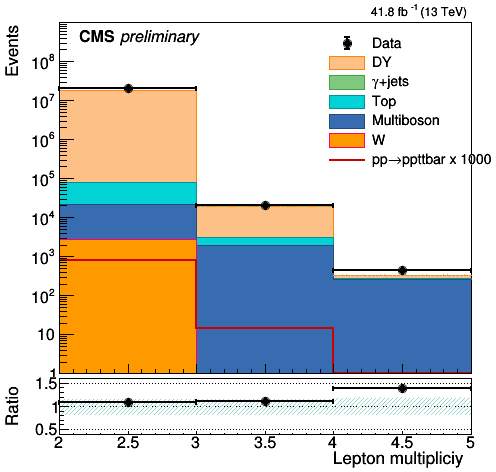 41.8 fb⁻¹ (13 TeV)
CMS preliminary
Events
Data
DY
γ+jets
Top
Multiboson
W
pp→ppttbar x 1000
10⁸
10⁷
10⁶
10⁵
10⁴
10³
10²
10
1
Ratio
1.5
1
0.5
2 2.5 3 3.5 4 4.5 5
Lepton multipliciy